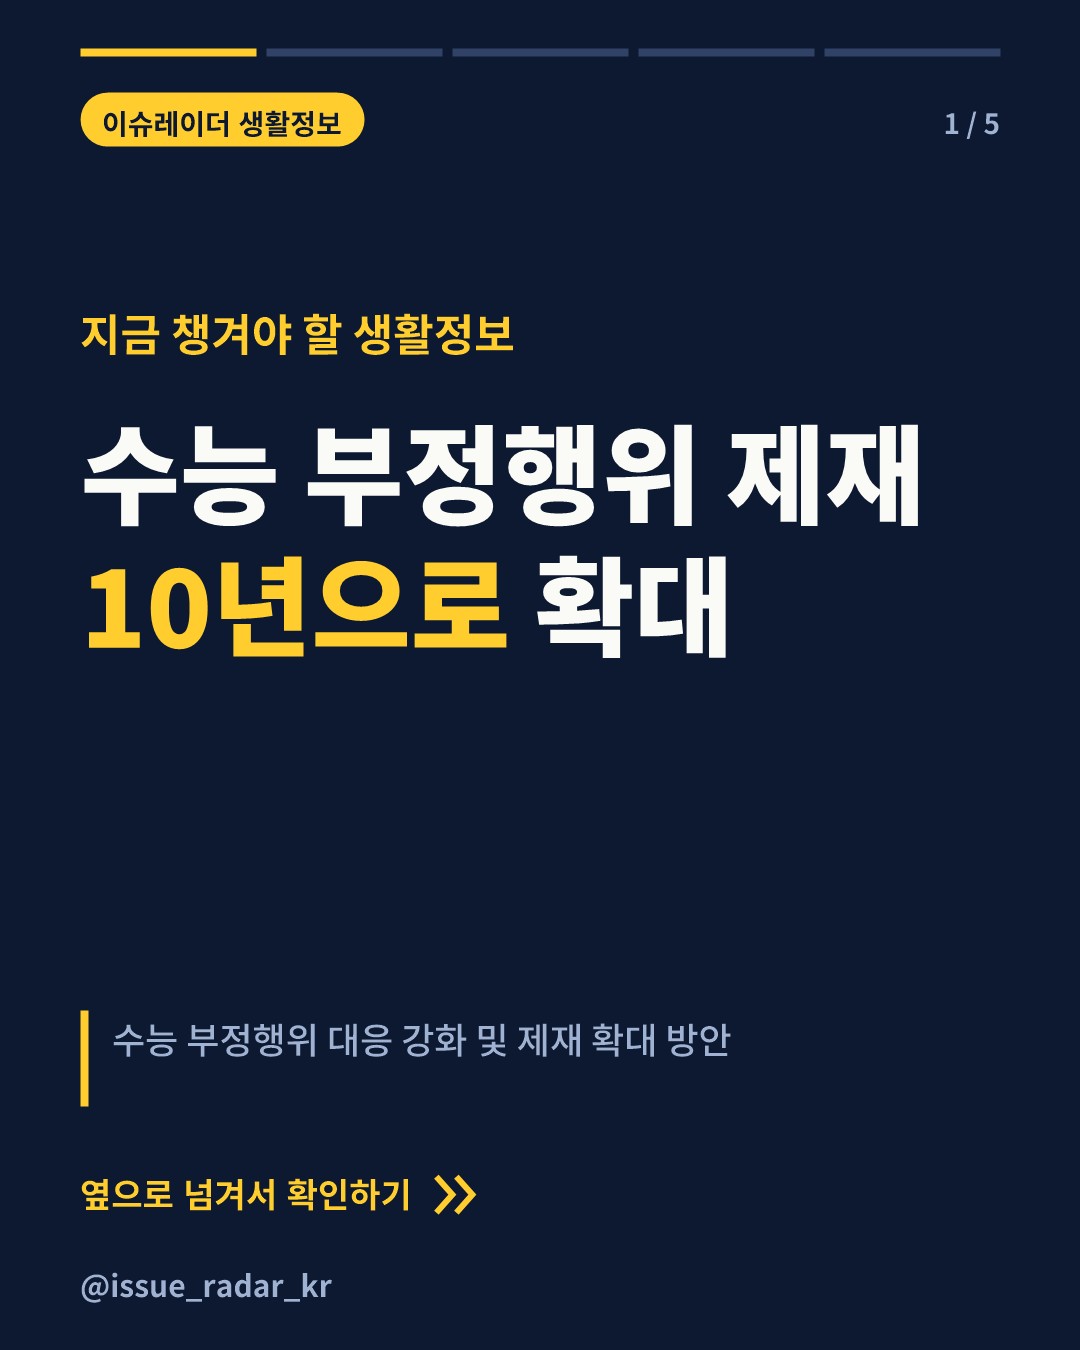 이슈레이더 생활정보
1 / 5
지금 챙겨야 할 생활정보
수능 부정행위 제재
10년으로 확대
수능 부정행위 대응 강화 및 제재 확대 방안
옆으로 넘겨서 확인하기
@issue_radar_kr